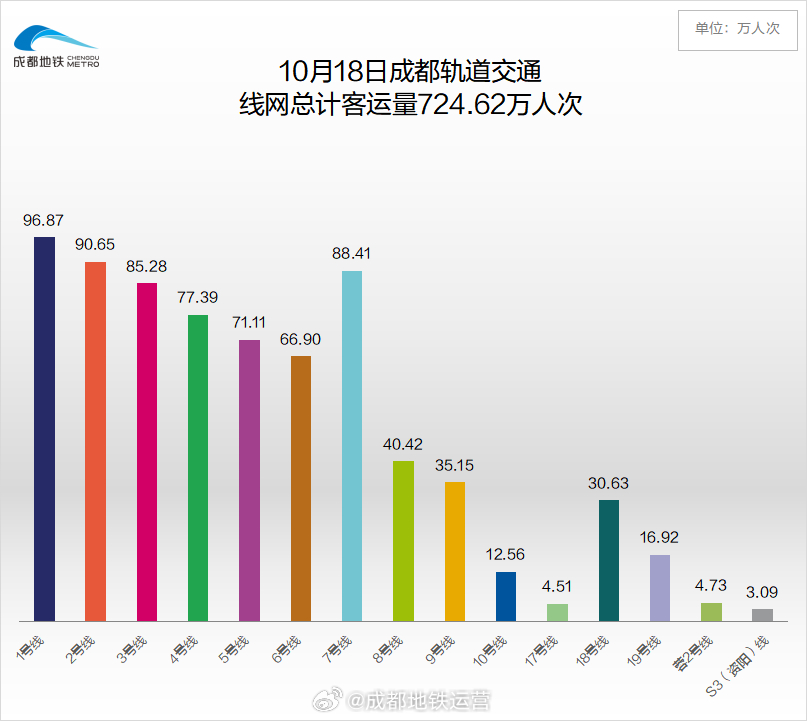 成都地铁 CHENGDU METRO
单位：万人次
10月18日成都轨道交通
线网总计客运量724.62万人次
96.87
90.65
85.28
77.39
71.11
66.90
88.41
40.42
35.15
12.56
4.51
30.63
16.92
4.73
3.09
1号线
2号线
3号线
4号线
5号线
6号线
7号线
8号线
9号线
10号线
17号线
18号线
19号线
蓉2号线
S3（资阳）线
@成都地铁运营